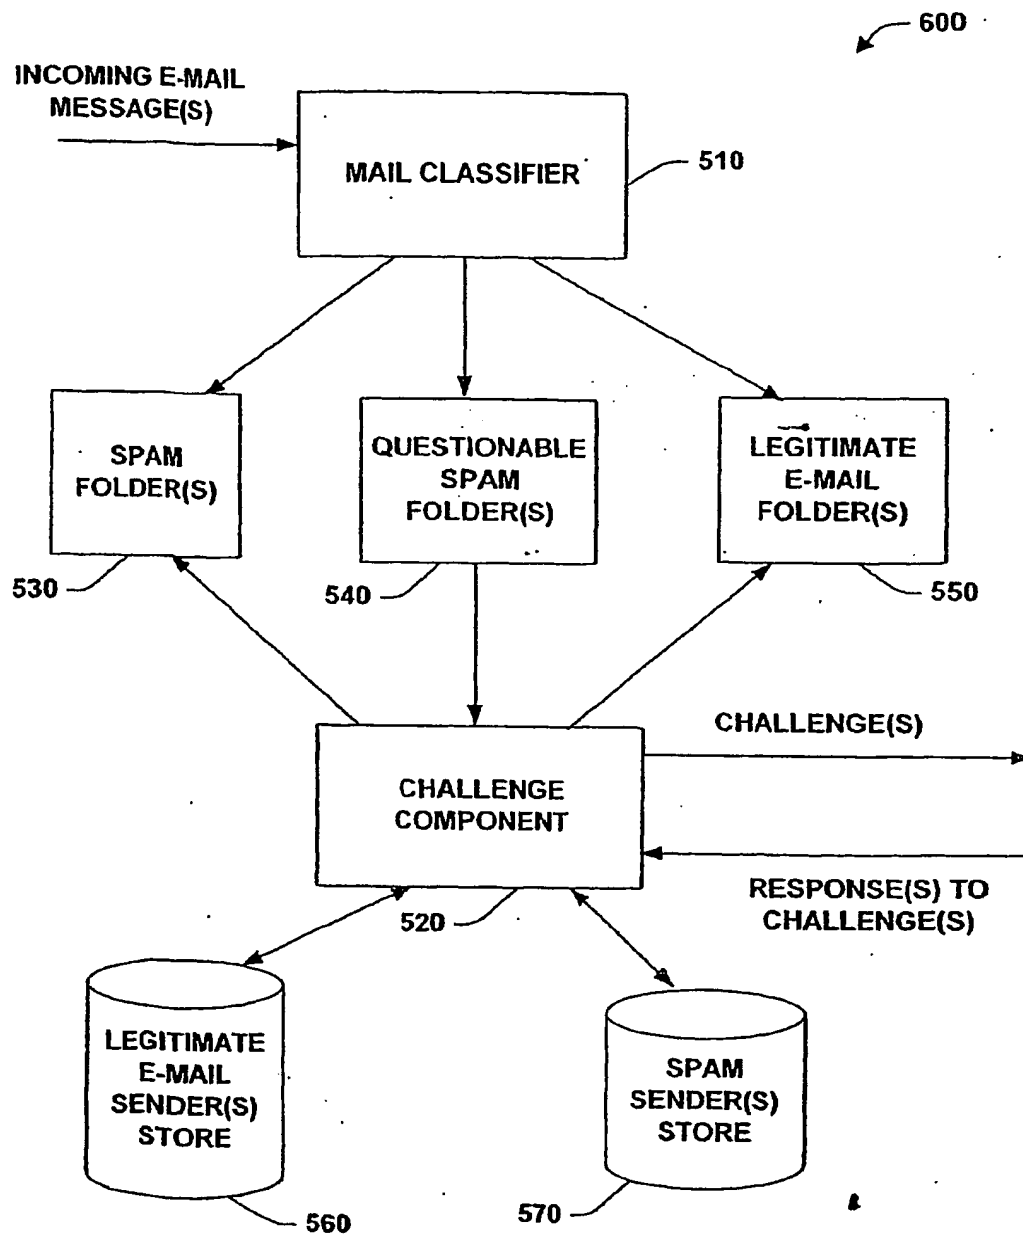 600
INCOMING E-MAIL
MESSAGE(S)
MAIL CLASSIFIER
510
SPAM
FOLDER(S)
530
QUESTIONABLE
SPAM
FOLDER(S)
540
LEGITIMATE
E-MAIL
FOLDER(S)
550
CHALLENGE(S)
CHALLENGE
COMPONENT
520
RESPONSE(S) TO
CHALLENGE(S)
LEGITIMATE
E-MAIL
SENDER(S)
STORE
560
SPAM
SENDER(S)
STORE
570